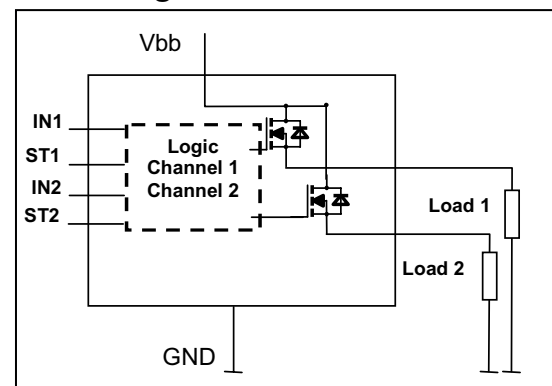 Vbb
IN1
ST1
IN2
ST2
Logic
Channel 1
Channel 2
Load 1
Load 2
GND